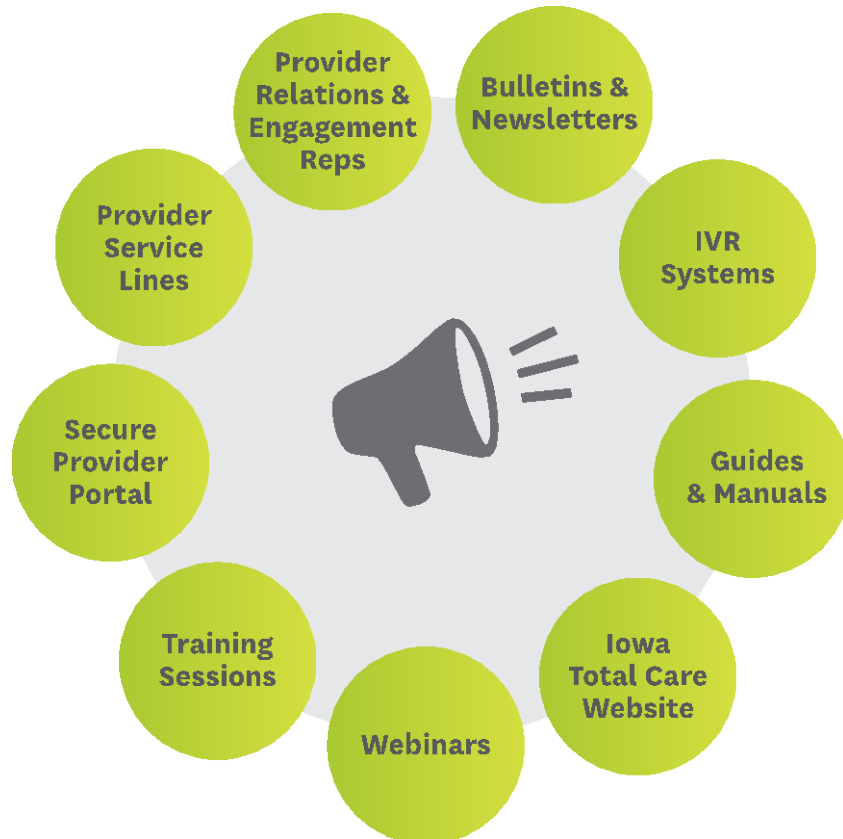 Provider
Relations &
Engagement
Reps
Bulletins &
Newsletters
IVR
Systems
Guides
& Manuals
Iowa
Total Care
Website
Webinars
Training
Sessions
Secure
Provider
Portal
Provider
Service
Lines